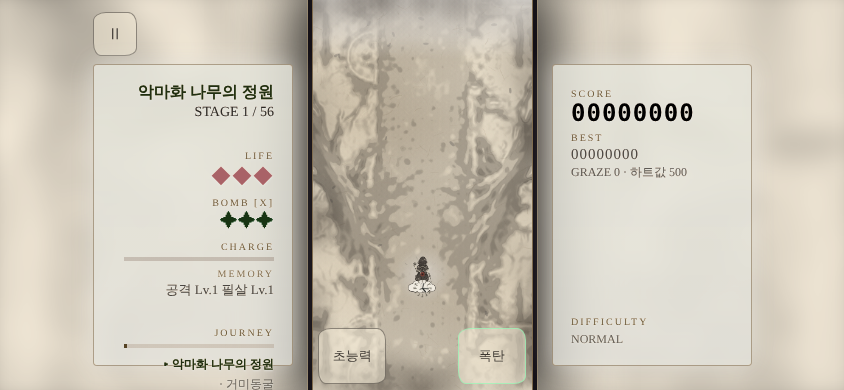 악마화 나무의 정원
STAGE 1 / 56
LIFE
BOMB [X]
CHARGE
MEMORY
공격 Lv.1 필살 Lv.1
JOURNEY
▸ 악마화 나무의 정원
· 거미동굴
초능력
폭탄
SCORE
00000000
BEST
00000000
GRAZE 0 · 하트값 500
DIFFICULTY
NORMAL